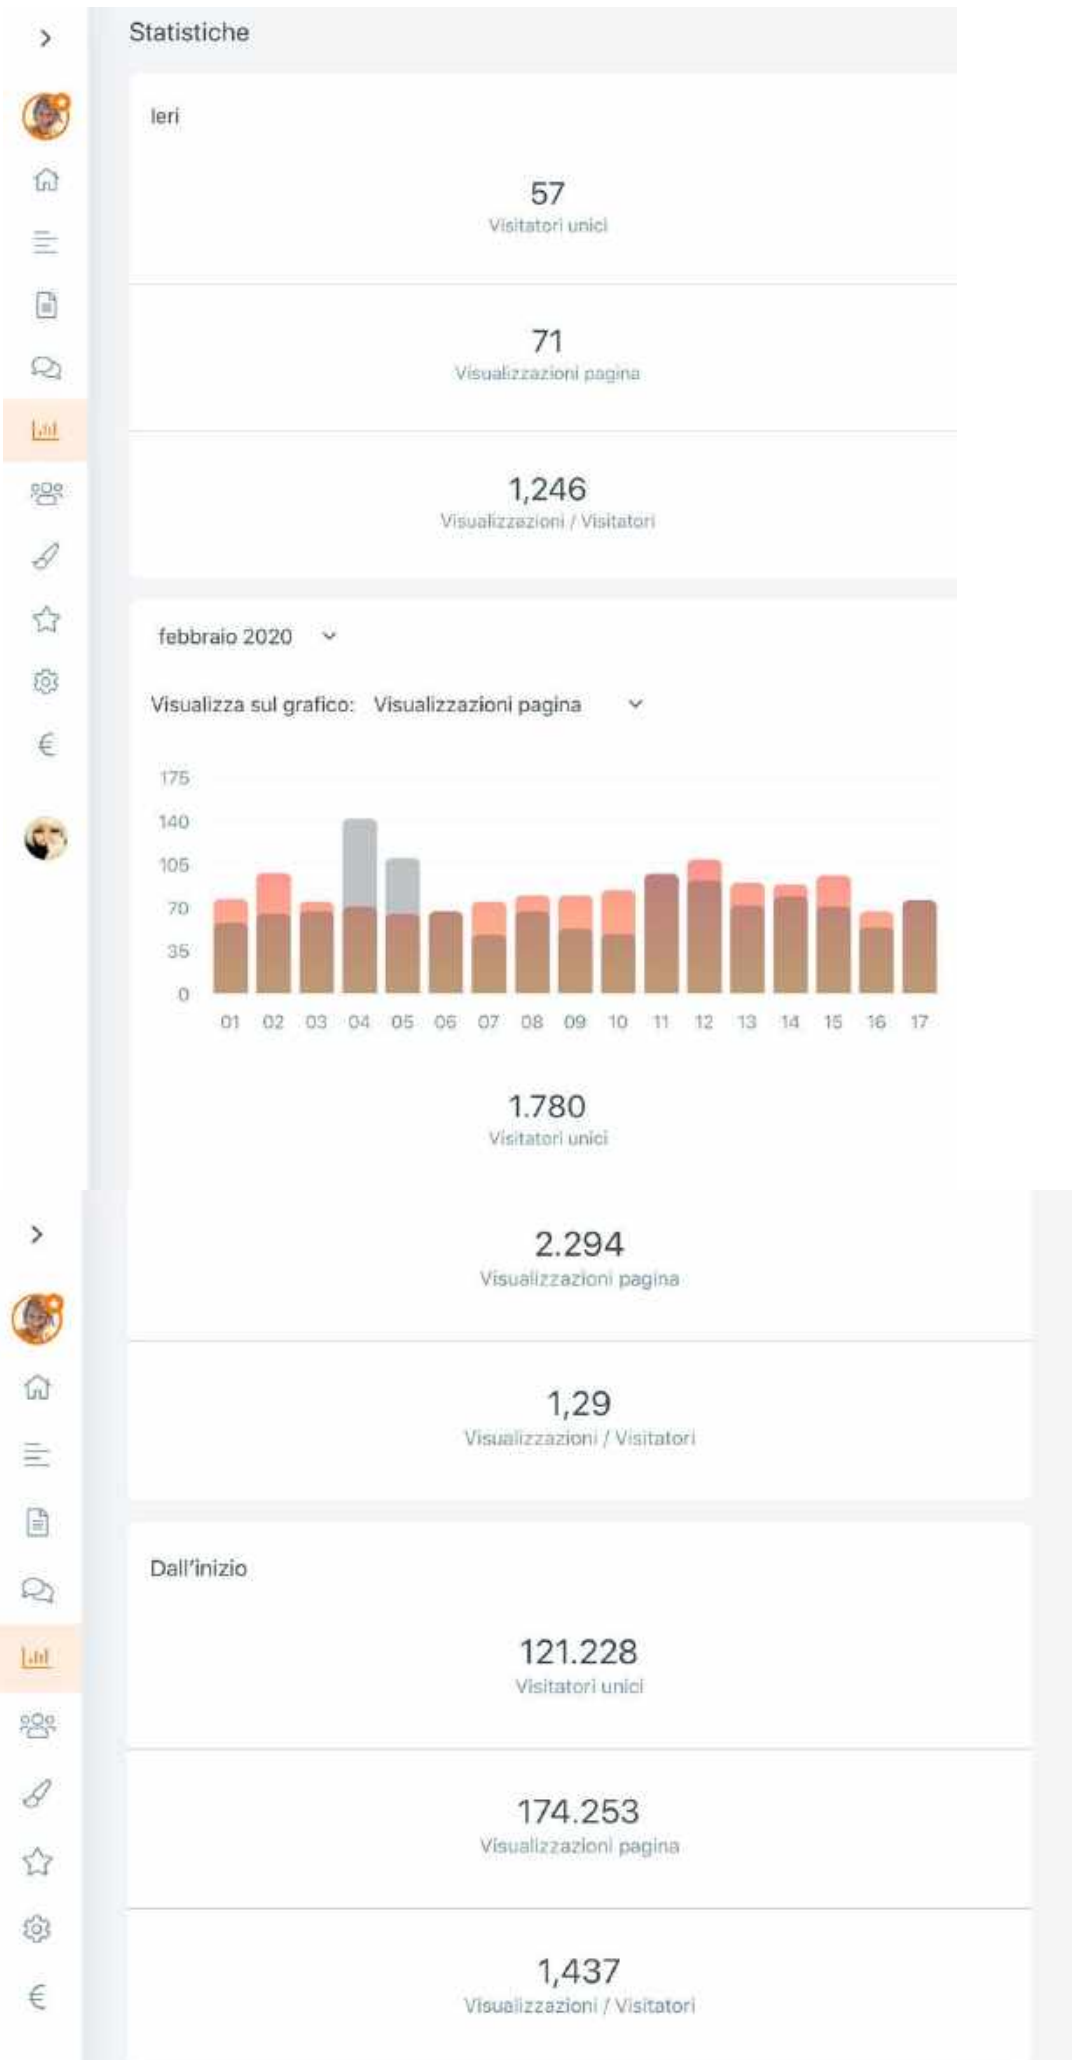 Statistiche
Ieri
57
Visitatori unici
71
Visualizzazioni pagina
1,246
Visualizzazioni / Visitatori
febbraio 2020
Visualizza sul grafico: Visualizzazioni pagina
175
140
105
70
35
0
01 02 03 04 05 06 07 08 09 10 11 12 13 14 15 16 17
1.780
Visitatori unici
2.294
Visualizzazioni pagina
1,29
Visualizzazioni / Visitatori
Dall'inizio
121.228
Visitatori unici
174.253
Visualizzazioni pagina
1,437
Visualizzazioni / Visitatori